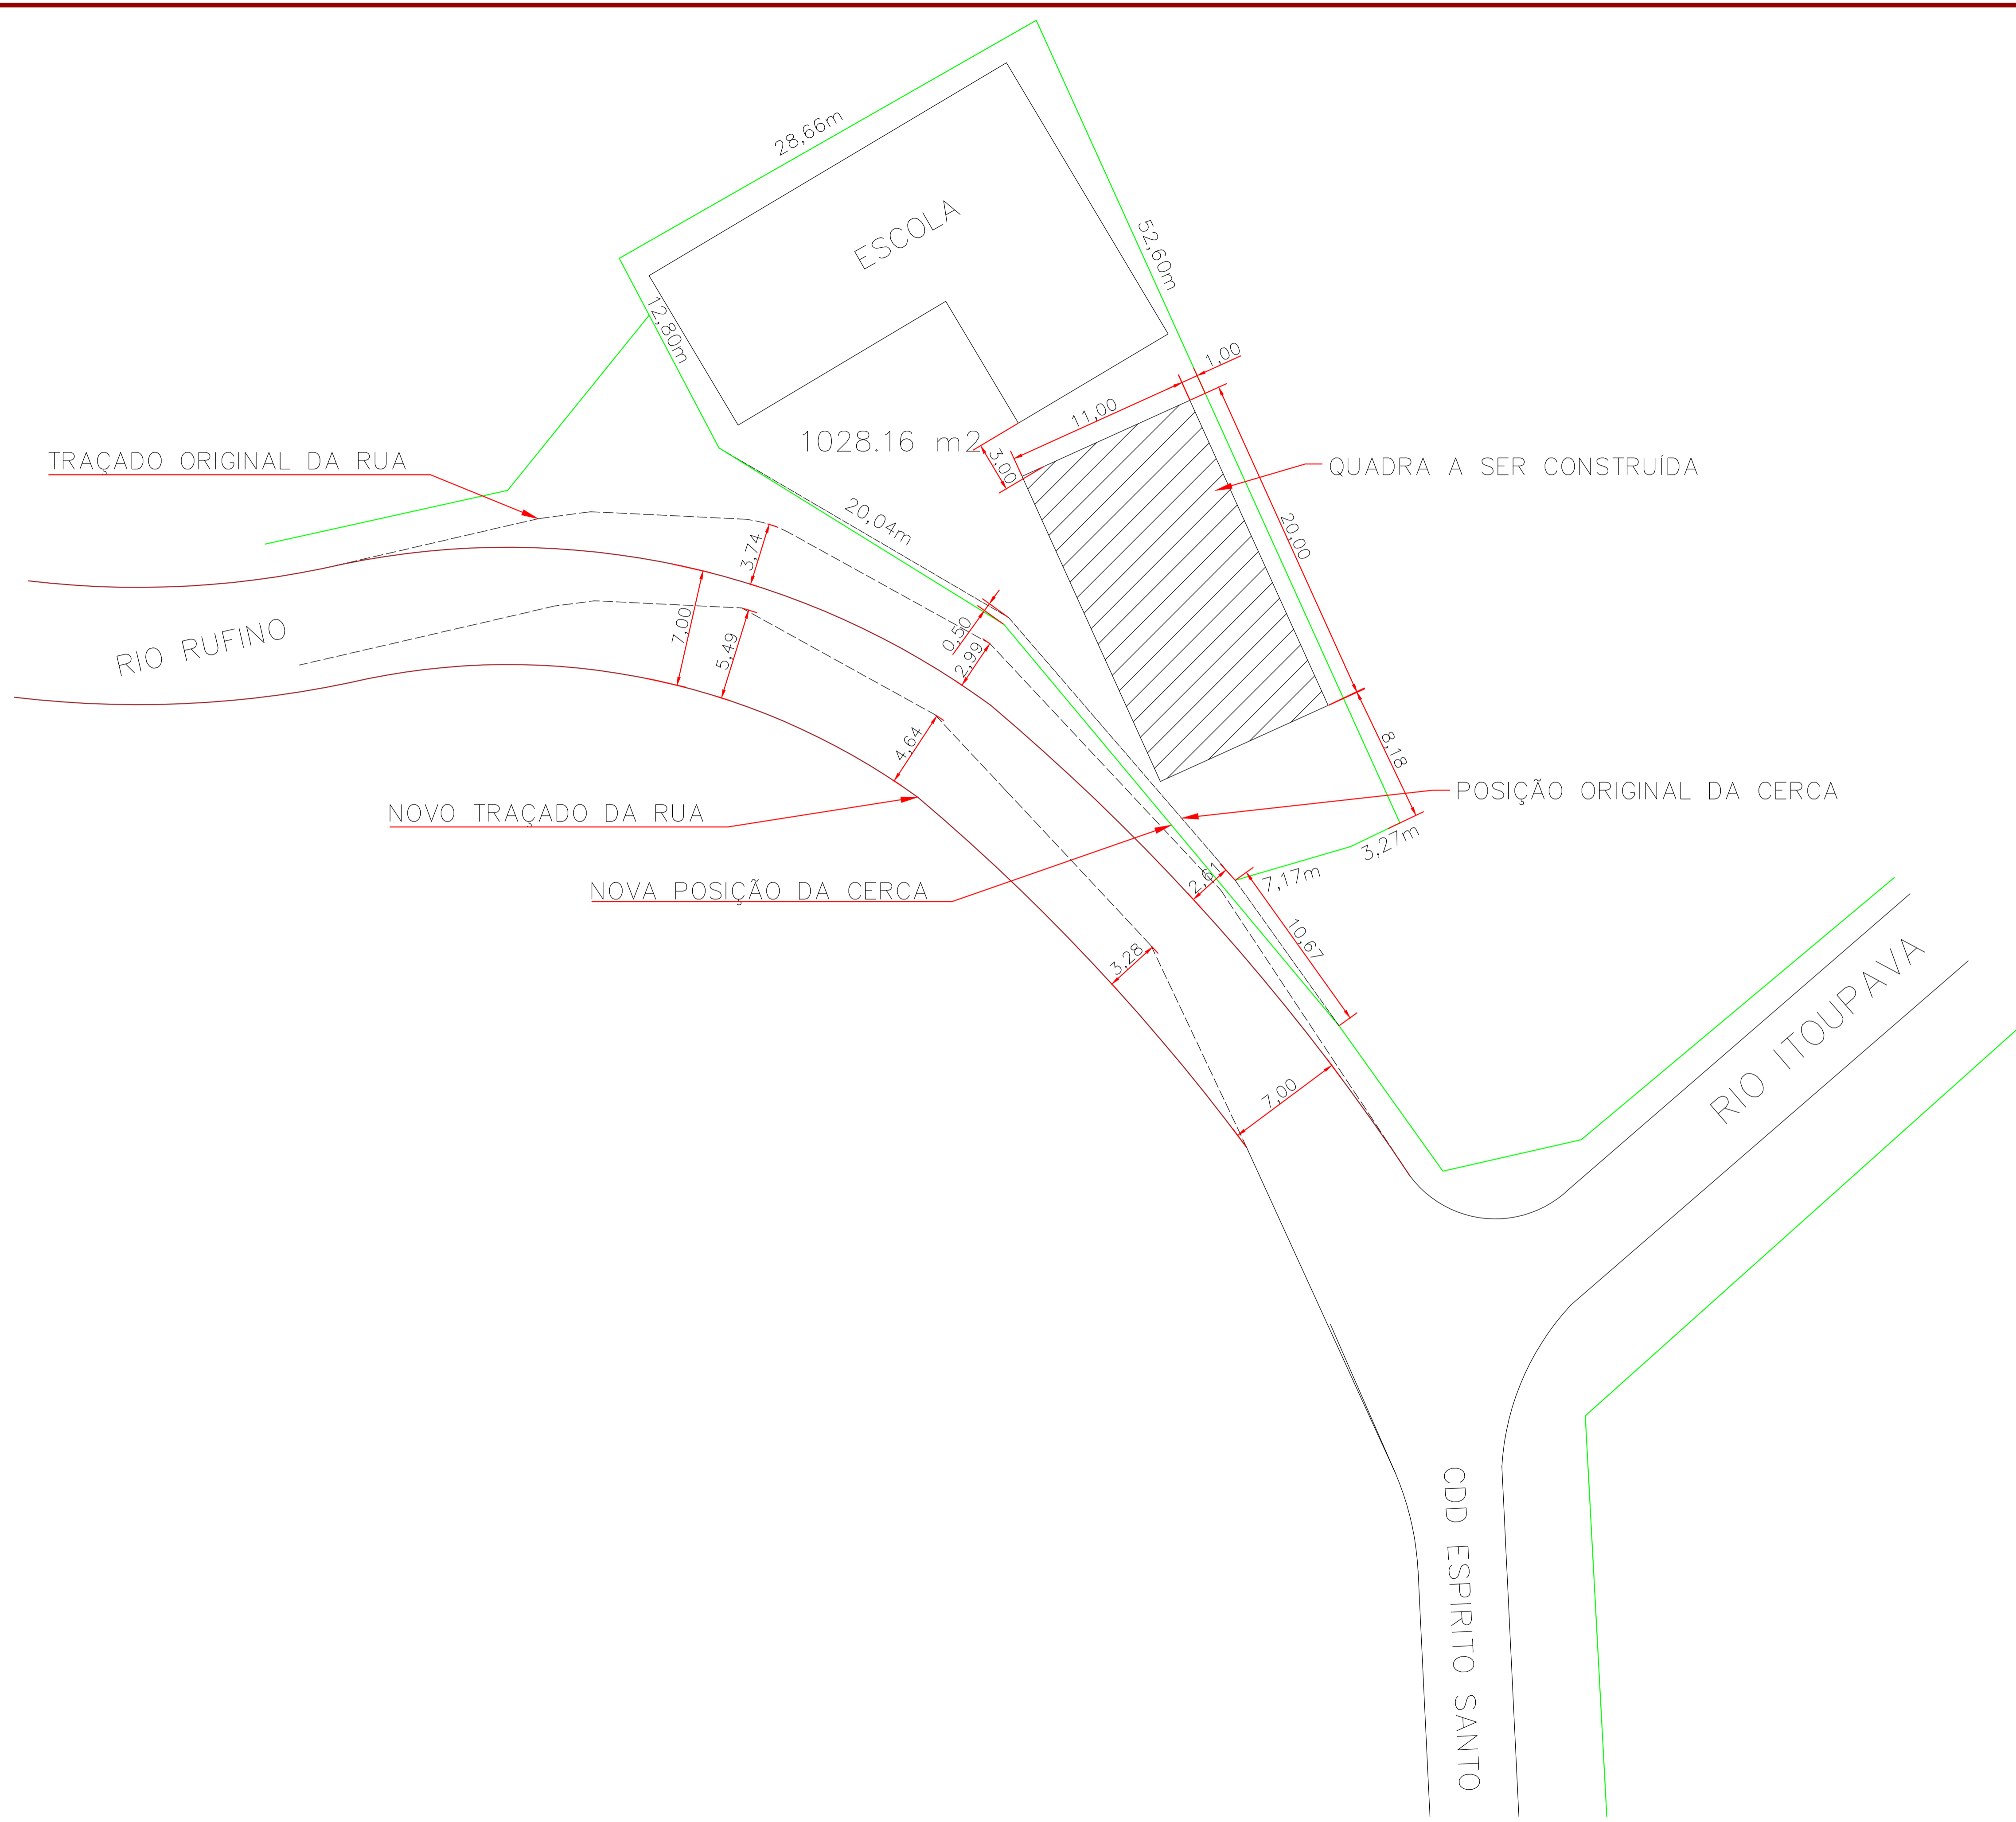 28,66m
ESCOLA
52,60m
12,80m
1,00
11,00
1028.16 m2
3,00
TRAÇADO ORIGINAL DA RUA
QUADRA A SER CONSTRUÍDA
20,04m
20,00
3,74
7,00
5,49
0,50
2,99
RIO RUFINO
4,64
8,18
POSIÇÃO ORIGINAL DA CERCA
NOVO TRAÇADO DA RUA
3,27m
NOVA POSIÇÃO DA CERCA
2,61
7,17m
10,67
3,28
7,00
RIO ITOUPAVA
CDD ESPIRITO SANTO